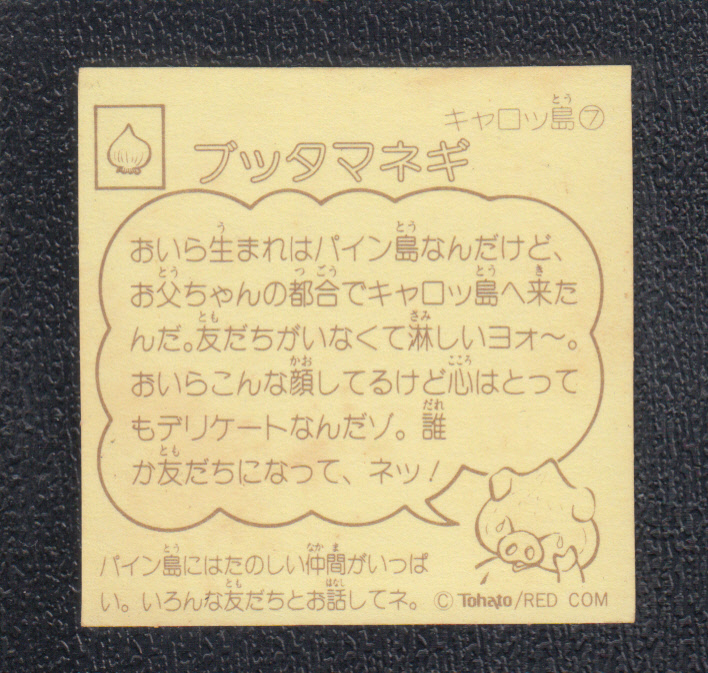 キャロッ島⑦
ブッタマネギ
おいら生まれはパイン島なんだけど、
お父ちゃんの都合でキャロッ島へ来た
んだ。友だちがいなくて淋しいヨォ〜。
おいらこんな顔してるけど心はとって
もデリケートなんだゾ。誰
か友だちになって、ネッ!
パイン島にはたのしい仲間がいっぱ
い。いろんな友だちとお話してネ。
© Tohato/RED COM